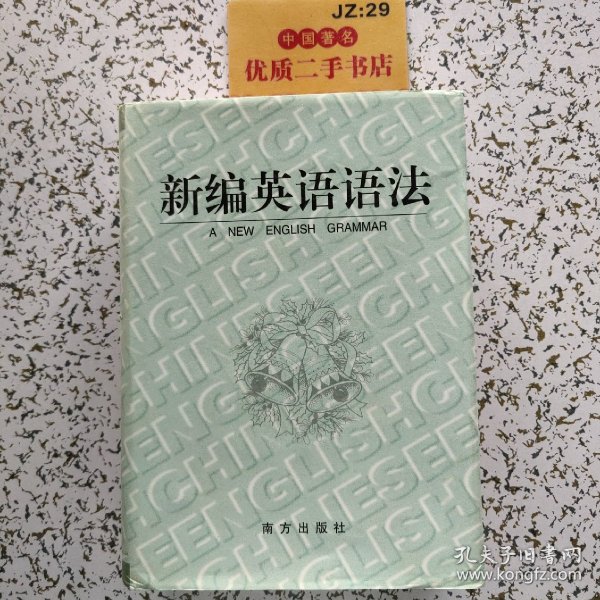 JZ:29
中国著名
优质二手书店
新编英语语法
A NEW ENGLISH GRAMMAR
南方出版社
孔夫子旧书网
www.kongfz.com